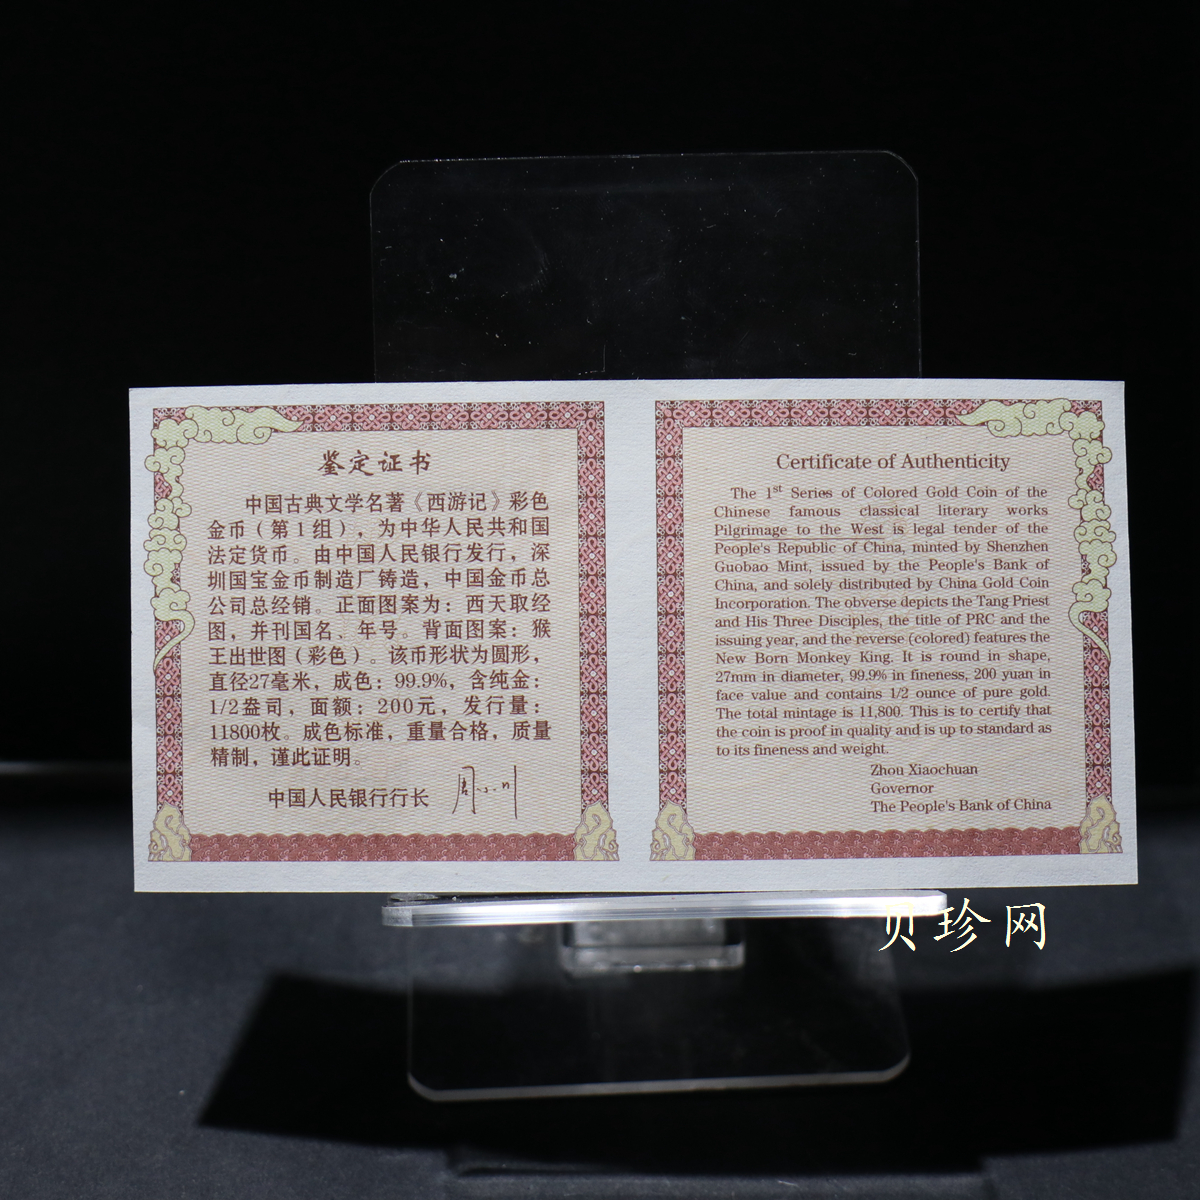 鉴定证书
中国古典文学名著《西游记》彩色
金币（第1组），为中华人民共和国
法定货币。由中国人民银行发行，深
圳国宝金币制造厂铸造，中国金币总
公司总经销。正面图案为：西天取经
图，并刊国名、年号。背面图案：猴
王出世图（彩色）。该币形状为圆形，
直径27毫米，成色：99.9%，含纯金：
1/2盎司，面额：200元，发行量：
11800枚。成色标准，重量合格，质量
精制，谨此证明。
中国人民银行行长 周小川
Certificate of Authenticity
The 1st Series of Colored Gold Coin of the
Chinese famous classical literary works
Pilgrimage to the West is legal tender of the
People's Republic of China, minted by Shenzhen
Guobao Mint, issued by the People's Bank of
China, and solely distributed by China Gold Coin
Incorporation. The obverse depicts the Tang Priest
and His Three Disciples, the title of PRC and the
issuing year, and the reverse (colored) features the
New Born Monkey King. It is round in shape,
27mm in diameter, 99.9% in fineness, 200 yuan in
face value and contains 1/2 ounce of pure gold.
The total mintage is 11,800. This is to certify that
the coin is proof in quality and is up to standard as
to its fineness and weight.
Zhou Xiaochuan
Governor
The People's Bank of China
贝珍网